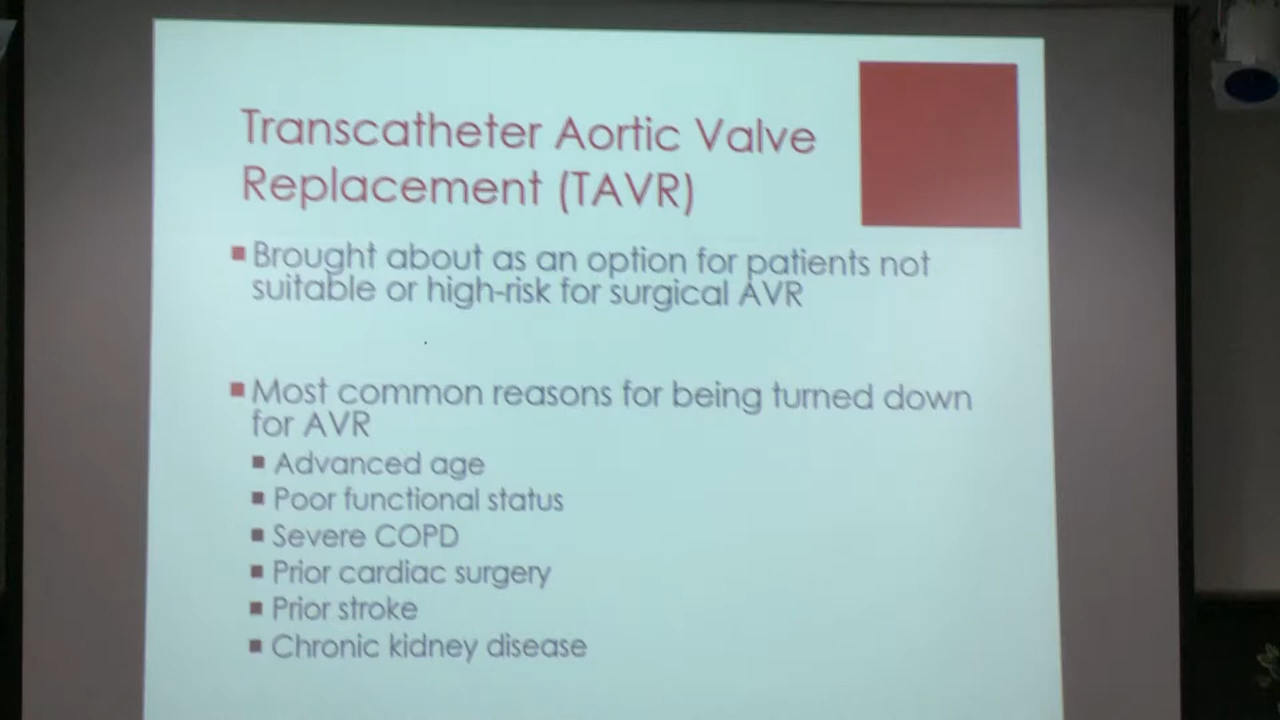 Transcatheter Aortic Valve
Replacement (TAVR)
Brought about as an option for patients not
suitable or high-risk for surgical AVR
Most common reasons for being turned down
for AVR
Advanced age
Poor functional status
Severe COPD
Prior cardiac surgery
Prior stroke
Chronic kidney disease